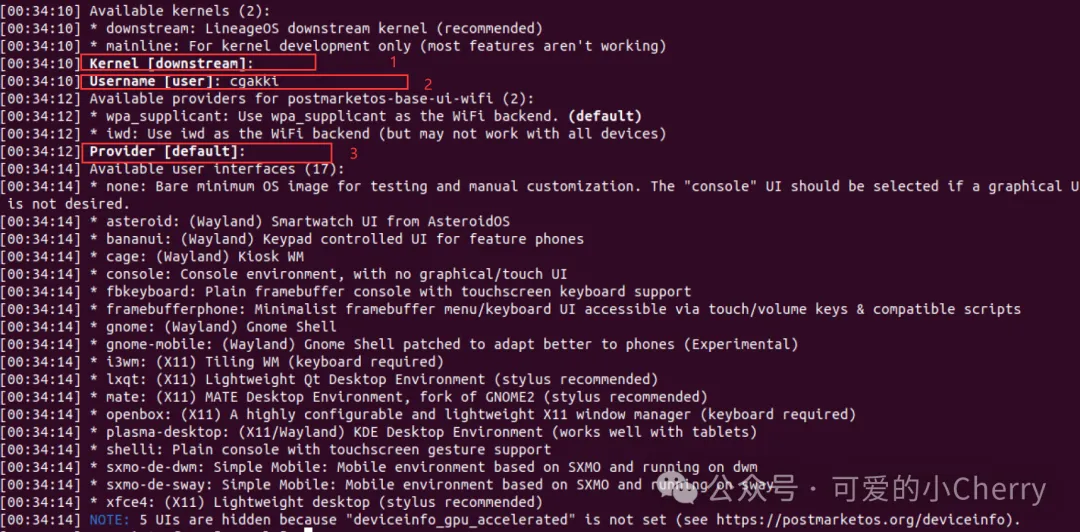 [00:34:10] Available kernels (2):
[00:34:10] * downstream: LineageOS downstream kernel (recommended)
[00:34:10] * mainline: For kernel development only (most features aren't working)
[00:34:10] Kernel [downstream]: 1
[00:34:10] Username [user]: cgakki 2
[00:34:12] Available providers for postmarketos-base-ui-wifi (2):
[00:34:12] * wpa_supplicant: Use wpa_supplicant as the WiFi backend. (default)
[00:34:12] * iwd: Use iwd as the WiFi backend (but may not work with all devices)
[00:34:12] Provider [default]: 3
[00:34:14] Available user interfaces (17):
[00:34:14] * none: Bare minimum OS image for testing and manual customization. The "console" UI should be selected if a graphical U
is not desired.
[00:34:14] * asteroid: (Wayland) Smartwatch UI from AsteroidOS
[00:34:14] * bananui: (Wayland) Keypad controlled UI for feature phones
[00:34:14] * cage: (Wayland) Kiosk WM
[00:34:14] * console: Console environment, with no graphical/touch UI
[00:34:14] * fbkeyboard: Plain framebuffer console with touchscreen keyboard support
[00:34:14] * framebufferphone: Minimalist framebuffer menu/keyboard UI accessible via touch/volume keys & compatible scripts
[00:34:14] * gnome: (Wayland) Gnome Shell
[00:34:14] * gnome-mobile: (Wayland) Gnome Shell patched to adapt better to phones (Experimental)
[00:34:14] * i3wm: (X11) Tiling WM (keyboard required)
[00:34:14] * lxqt: (X11) Lightweight Qt Desktop Environment (stylus recommended)
[00:34:14] * mate: (X11) MATE Desktop Environment, fork of GNOME2 (stylus recommended)
[00:34:14] * openbox: (X11) A highly configurable and lightweight X11 window manager (keyboard required)
[00:34:14] * plasma-desktop: (X11/Wayland) KDE Desktop Environment (works well with tablets)
[00:34:14] * shelli: Plain console with touchscreen gesture support
[00:34:14] * sxmo-de-dwm: Simple Mobile: Mobile environment based on SXMO and running on dwm
[00:34:14] * sxmo-de-sway: Simple Mobile: Mobile environment based on SXMO and running on sway
公众号 · 可爱的小Cherry
[00:34:14] * xfce4: (X11) Lightweight desktop (stylus recommended)
[00:34:14] NOTE: 5 UIs are hidden because "deviceinfo_gpu_accelerated" is not set (see https://postmarketos.org/deviceinfo).